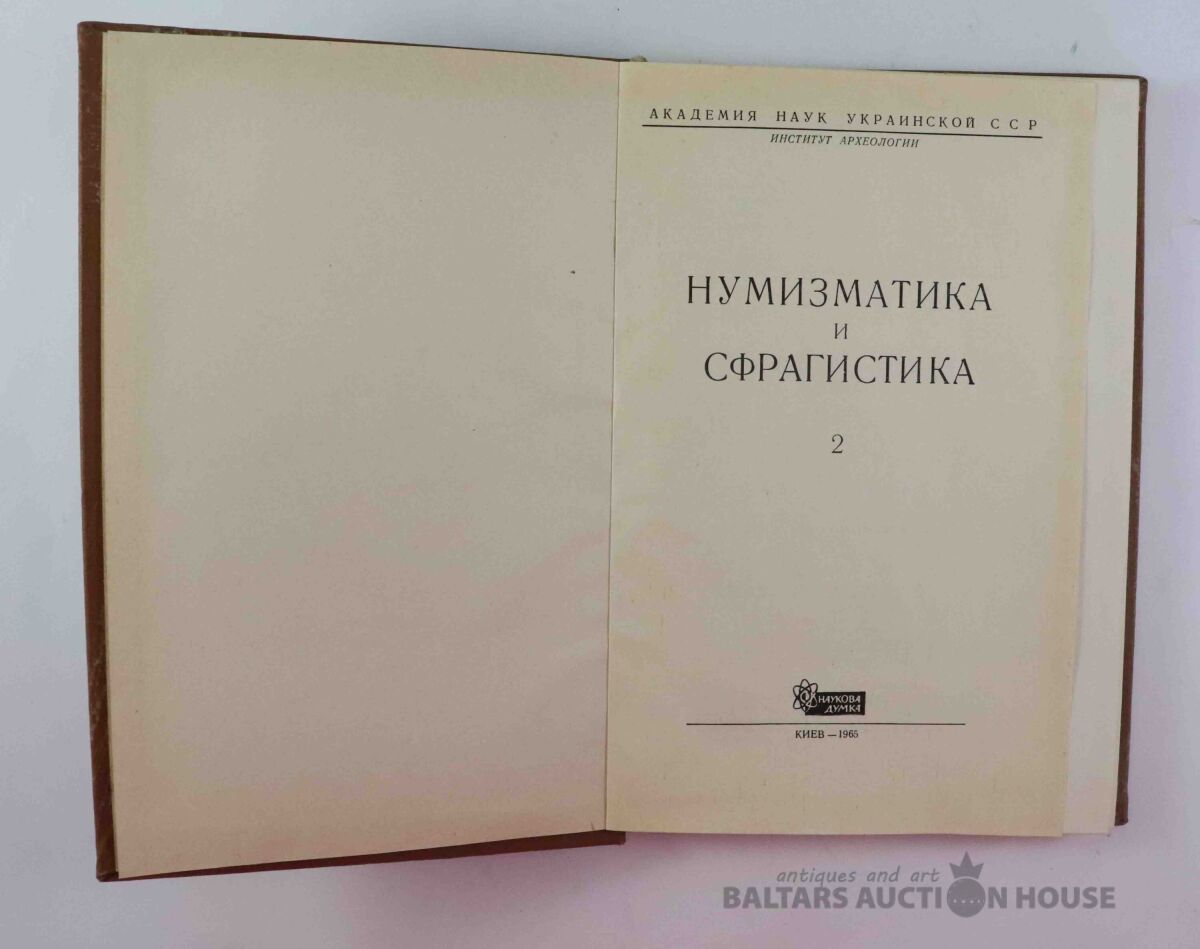 АКАДЕМИЯ НАУК УКРАИНСКОЙ ССР
ИНСТИТУТ АРХЕОЛОГИИ
НУМИЗМАТИКА
И
СФРАГИСТИКА
2
НАУКОВА
ДУМКА
КИЕВ — 1965
antiques and art
BALTARS AUCTION HOUSE